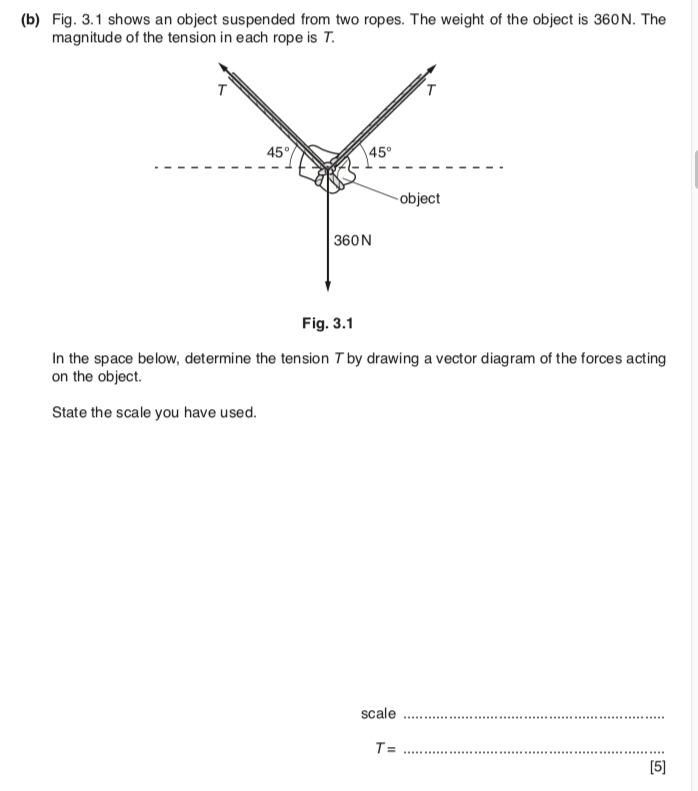 (b) Fig. 3.1 shows an object suspended from two ropes. The weight of the object is 360N. The
magnitude of the tension in each rope is T.
T
T
45°
45°
object
360N
Fig. 3.1
In the space below, determine the tension T by drawing a vector diagram of the forces acting
on the object.
State the scale you have used.
scale ................................................................
T = ................................................................
[5]